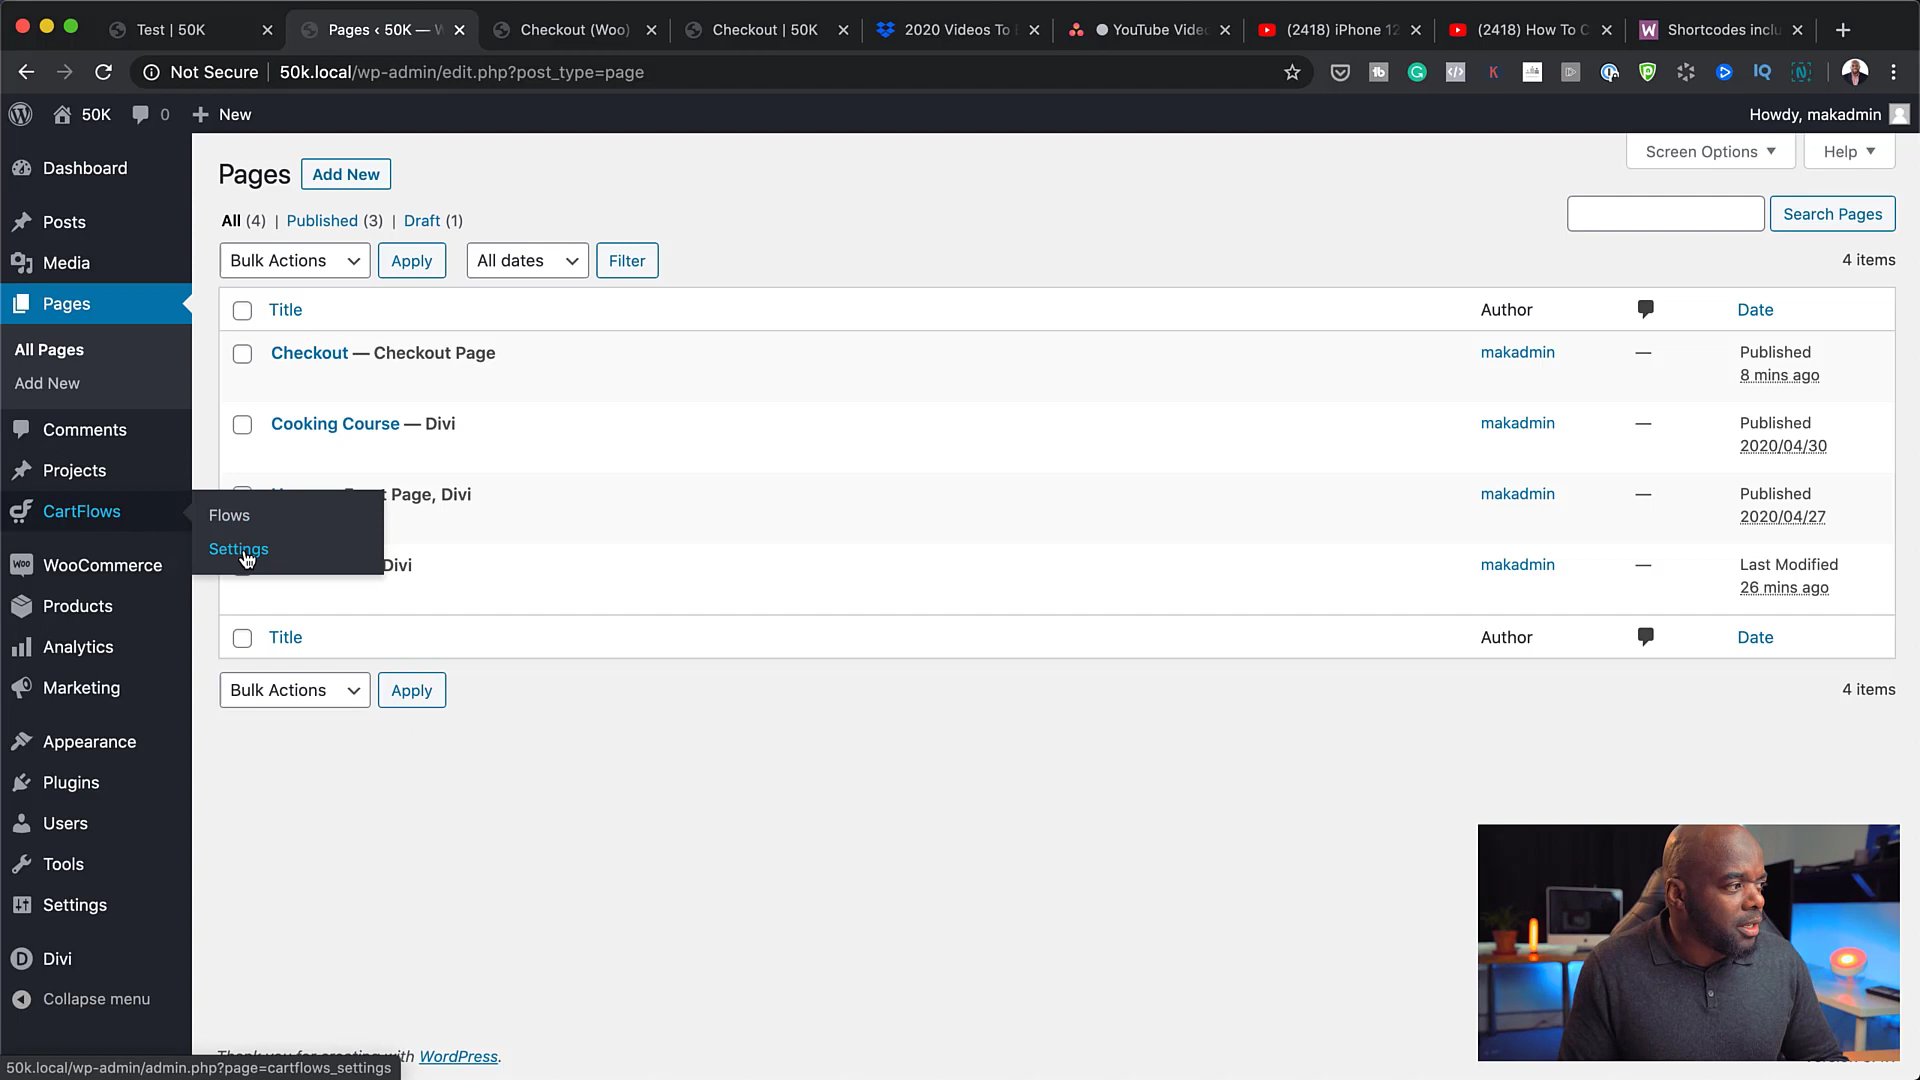 Test | 50K
Pages ‹ 50K — W
Checkout (Woo)
Checkout | 50K
2020 Videos To
YouTube Vide
(2418) iPhone 12
(2418) How To C
Shortcodes inclu
Not Secure
50k.local/wp-admin/edit.php?post_type=page
50K
0
New
Howdy, makadmin
Dashboard
Posts
Media
Pages
All Pages
Add New
Comments
Projects
CartFlows
WooCommerce
Products
Analytics
Marketing
Appearance
Plugins
Users
Tools
Settings
Divi
Collapse menu
Flows
Settings
Pages
Add New
Screen Options
Help
All (4) | Published (3) | Draft (1)
Search Pages
Bulk Actions
Apply
All dates
Filter
4 items
Title
Author
Date
Checkout — Checkout Page
makadmin
—
Published
8 mins ago
Cooking Course — Divi
makadmin
—
Published
2020/04/30
Page, Divi
makadmin
—
Published
2020/04/27
Divi
makadmin
—
Last Modified
26 mins ago
Title
Author
Date
Bulk Actions
Apply
4 items
Thank you for creating with WordPress.
50k.local/wp-admin/admin.php?page=cartflows_settings